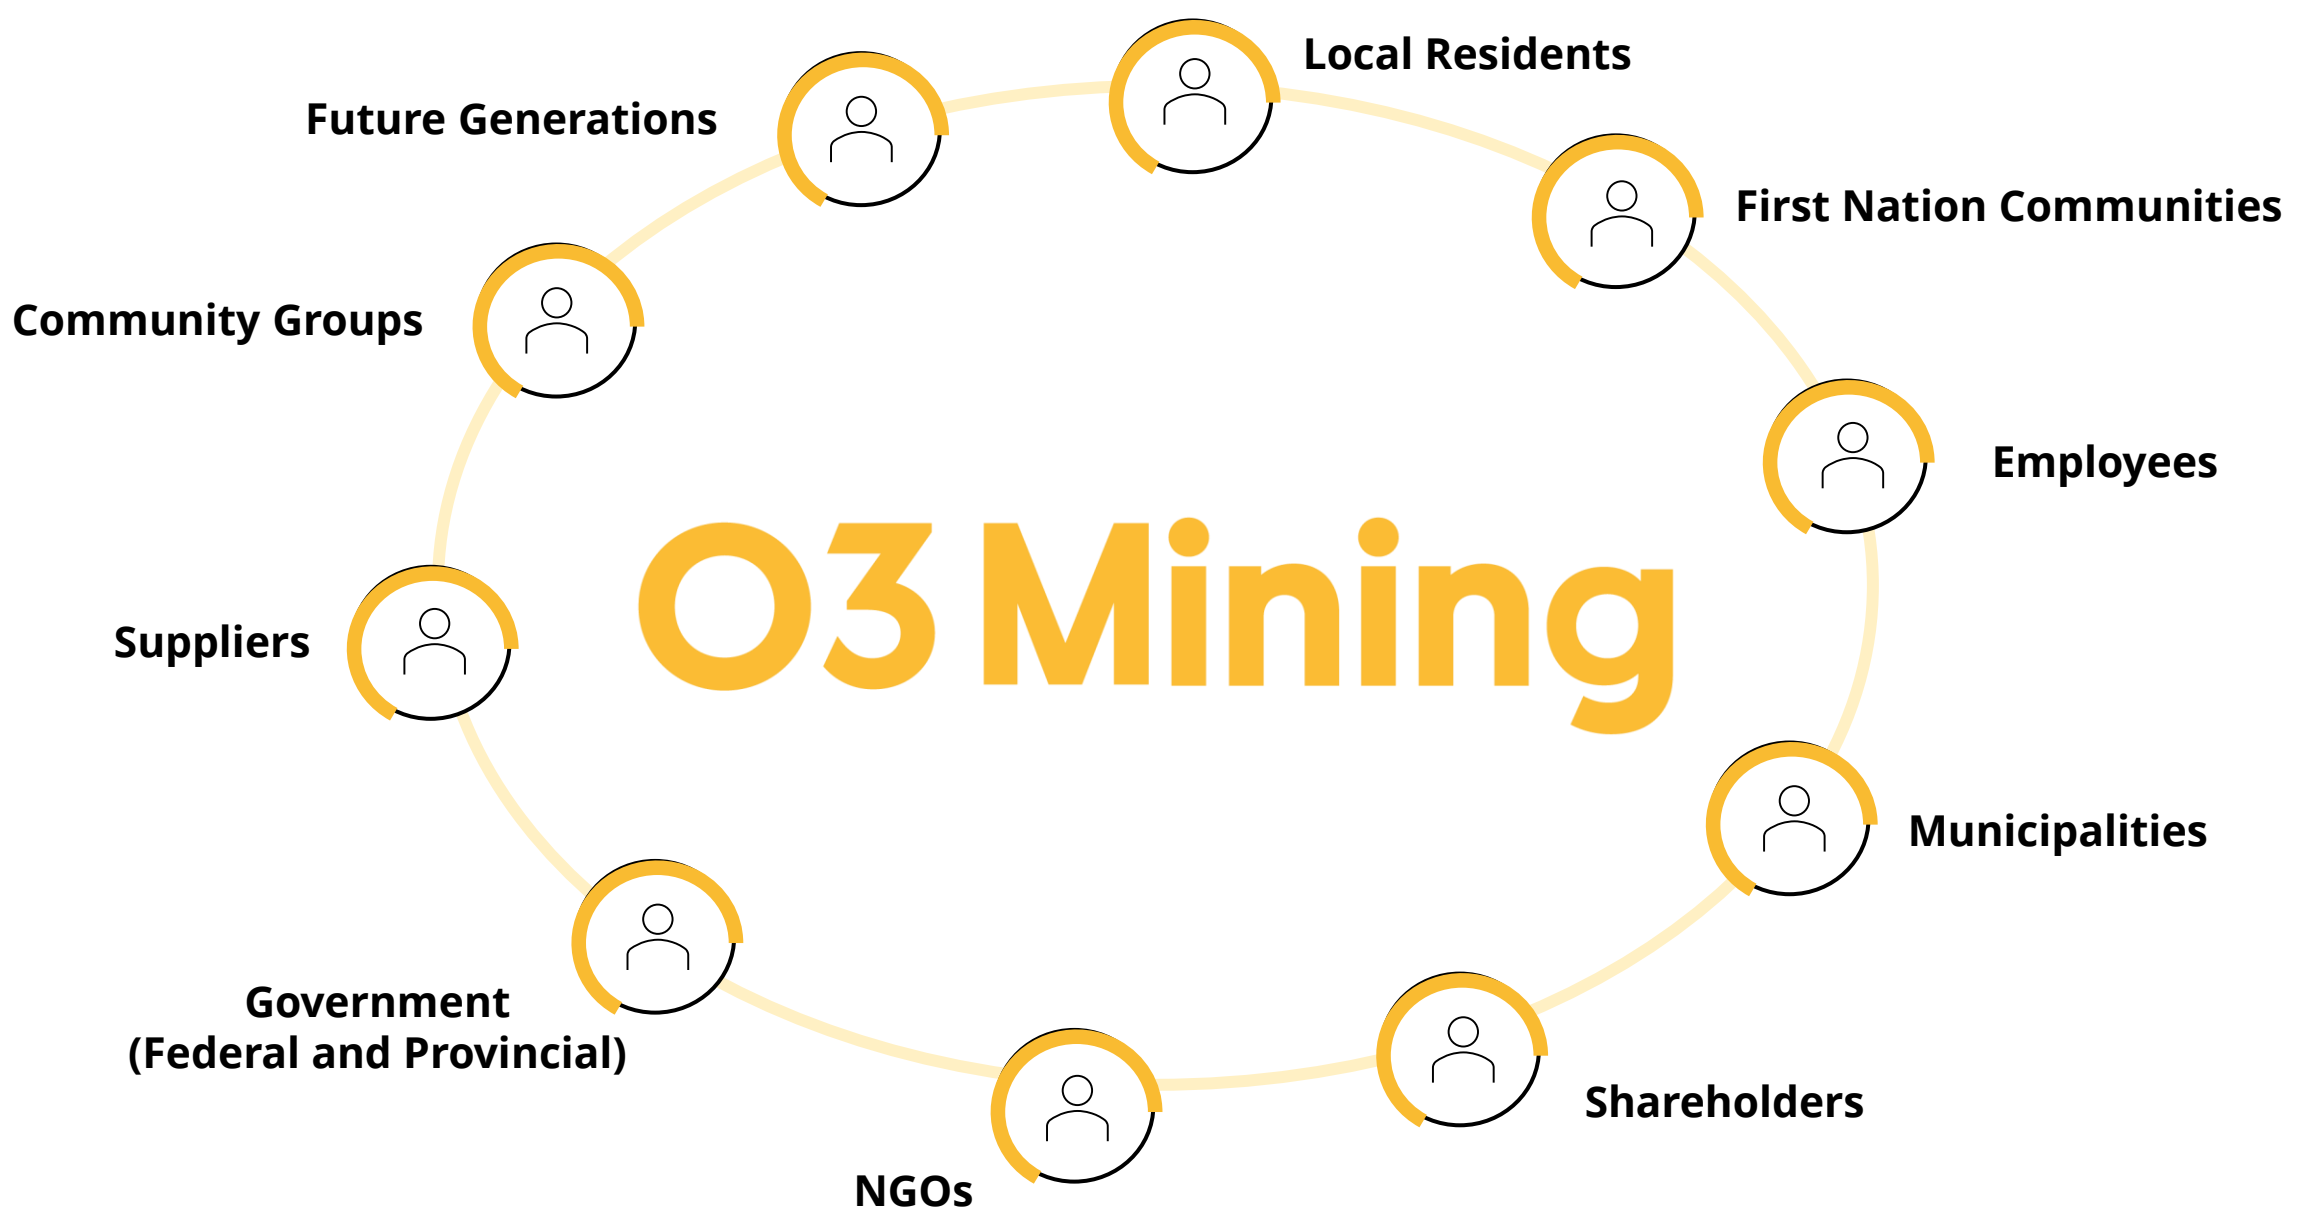 Local Residents
Future Generations
First Nation Communities
Community Groups
Employees
O3 Mining
Suppliers
Municipalities
Government
(Federal and Provincial)
Shareholders
NGOs